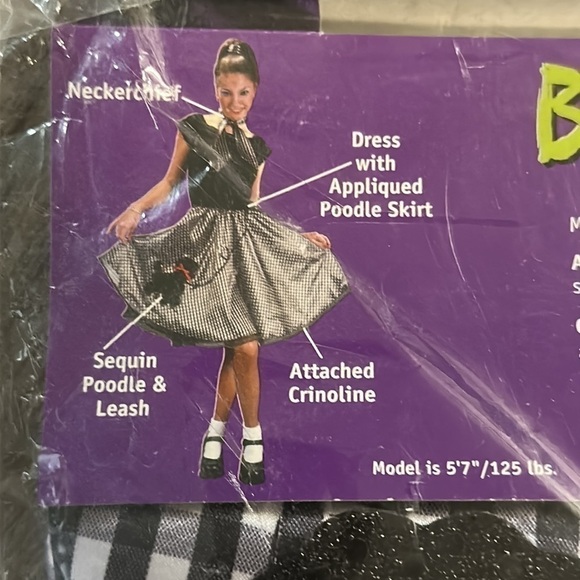 Neckerchief
Dress
with
Appliqued
Poodle Skirt
Sequin
Poodle &
Leash
Attached
Crinoline
Model is 5'7"/125 lbs.
B
M
A
s